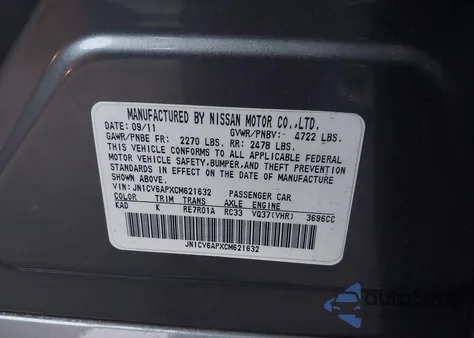 MANUFACTURED BY NISSAN MOTOR CO.,LTD.
DATE: 09/11 GVWR/PNBV: 4722 LBS.
GAWR/PNBE FR: 2270 LBS. RR: 2478 LBS.
THIS VEHICLE CONFORMS TO ALL APPLICABLE FEDERAL
MOTOR VEHICLE SAFETY,BUMPER,AND THEFT PREVENTION
STANDARDS IN EFFECT ON THE DATE OF MANUFACTURE
SHOWN ABOVE.
VIN: JN1CV6APXCM621632 PASSENGER CAR
COLOR TRIM TRANS AXLE ENGINE
KAD K RE7R01A RC33 VQ37(VHR) 3696CC
JN1CV6APXCM621632